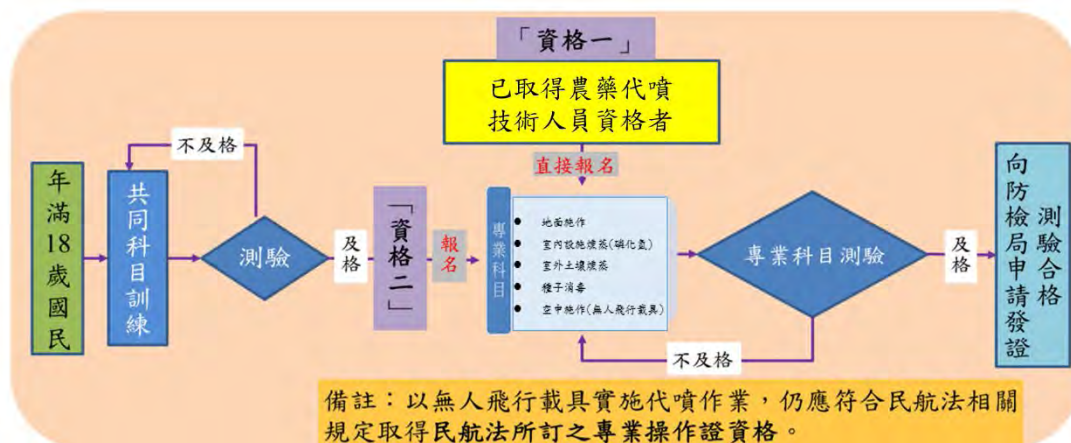 「資格一」
已取得農藥代噴
技術人員資格者
直接報名
年滿18歲國民
共同科目訓練
不及格
測驗
及格
「資格二」
報名
專業科目
● 地面施作
● 室內設施燻蒸(磷化氫)
● 室外土壤燻蒸
● 種子消毒
● 空中施作(無人飛行載具)
專業科目測驗
不及格
及格
測驗合格
向防檢局申請發證
備註：以無人飛行載具實施代噴作業，仍應符合民航法相關
規定取得民航法所訂之專業操作證資格。